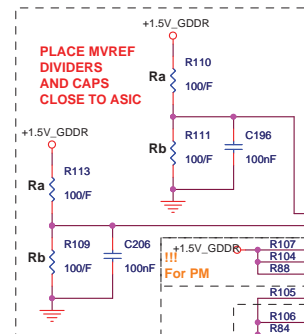 +1.5V_GDDR
PLACE MVREF
DIVIDERS
AND CAPS
CLOSE TO ASIC
Ra
R110
100/F
+1.5V_GDDR
Rb
R111
100/F
C196
100nF
Ra
R113
100/F
Rb
R109
100/F
C206
100nF
!!!
For PM
+1.5V_GDDR
R107
R104
R88
R105
R106
R84